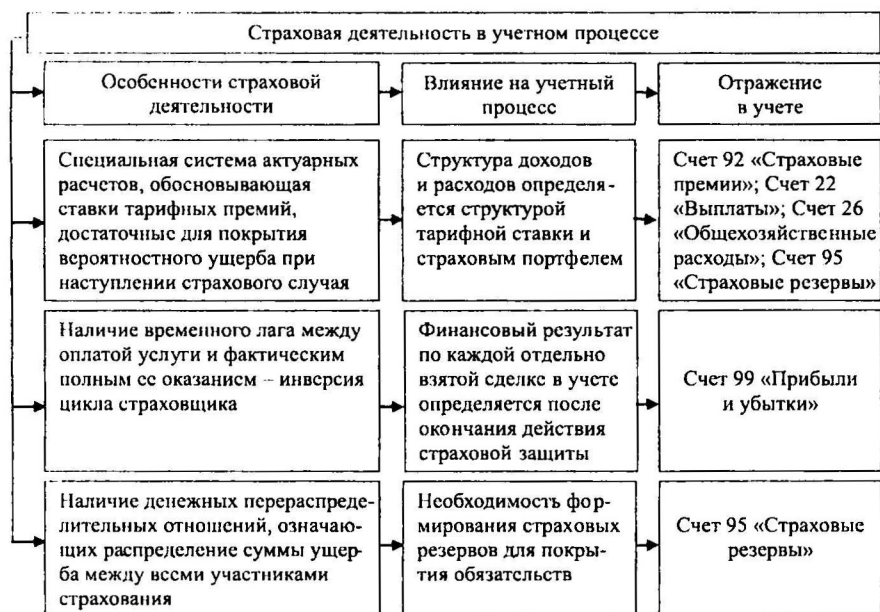 Страховая деятельность в учетном процессе
Особенности страховой
деятельности
Влияние на учетный
процесс
Отражение
в учете
Специальная система актуарных
расчетов, обосновывающая
ставки тарифных премий,
достаточные для покрытия
вероятностного ущерба при
наступлении страхового случая
Структура доходов
и расходов определя-
ется структурой
тарифной ставки и
страховым портфелем
Счет 92 «Страховые
премии»; Счет 22
«Выплаты»; Счет 26
«Общехозяйственные
расходы»; Счет 95
«Страховые резервы»
Наличие временного лага между
оплатой услуги и фактическим
полным ее оказанием – инверсия
цикла страховщика
Финансовый результат
по каждой отдельно
взятой сделке в учете
определяется после
окончания действия
страховой защиты
Счет 99 «Прибыли
и убытки»
Наличие денежных перераспреде-
лительных отношений, означаю-
щих распределение суммы ущер-
ба между всеми участниками
страхования
Необходимость фор-
мирования страховых
резервов для покры-
тия обязательств
Счет 95 «Страховые
резервы»